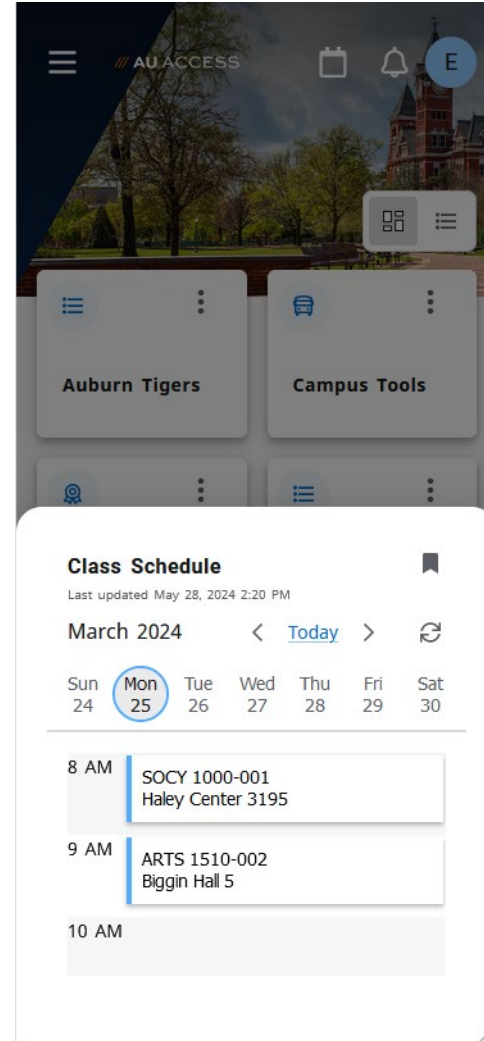 AU ACCESS
E
Auburn Tigers
Campus Tools
Class Schedule
Last updated May 28, 2024 2:20 PM
March 2024 Today
Sun Mon Tue Wed Thu Fri Sat
24 25 26 27 28 29 30
8 AM
SOCY 1000-001
Haley Center 3195
9 AM
ARTS 1510-002
Biggin Hall 5
10 AM